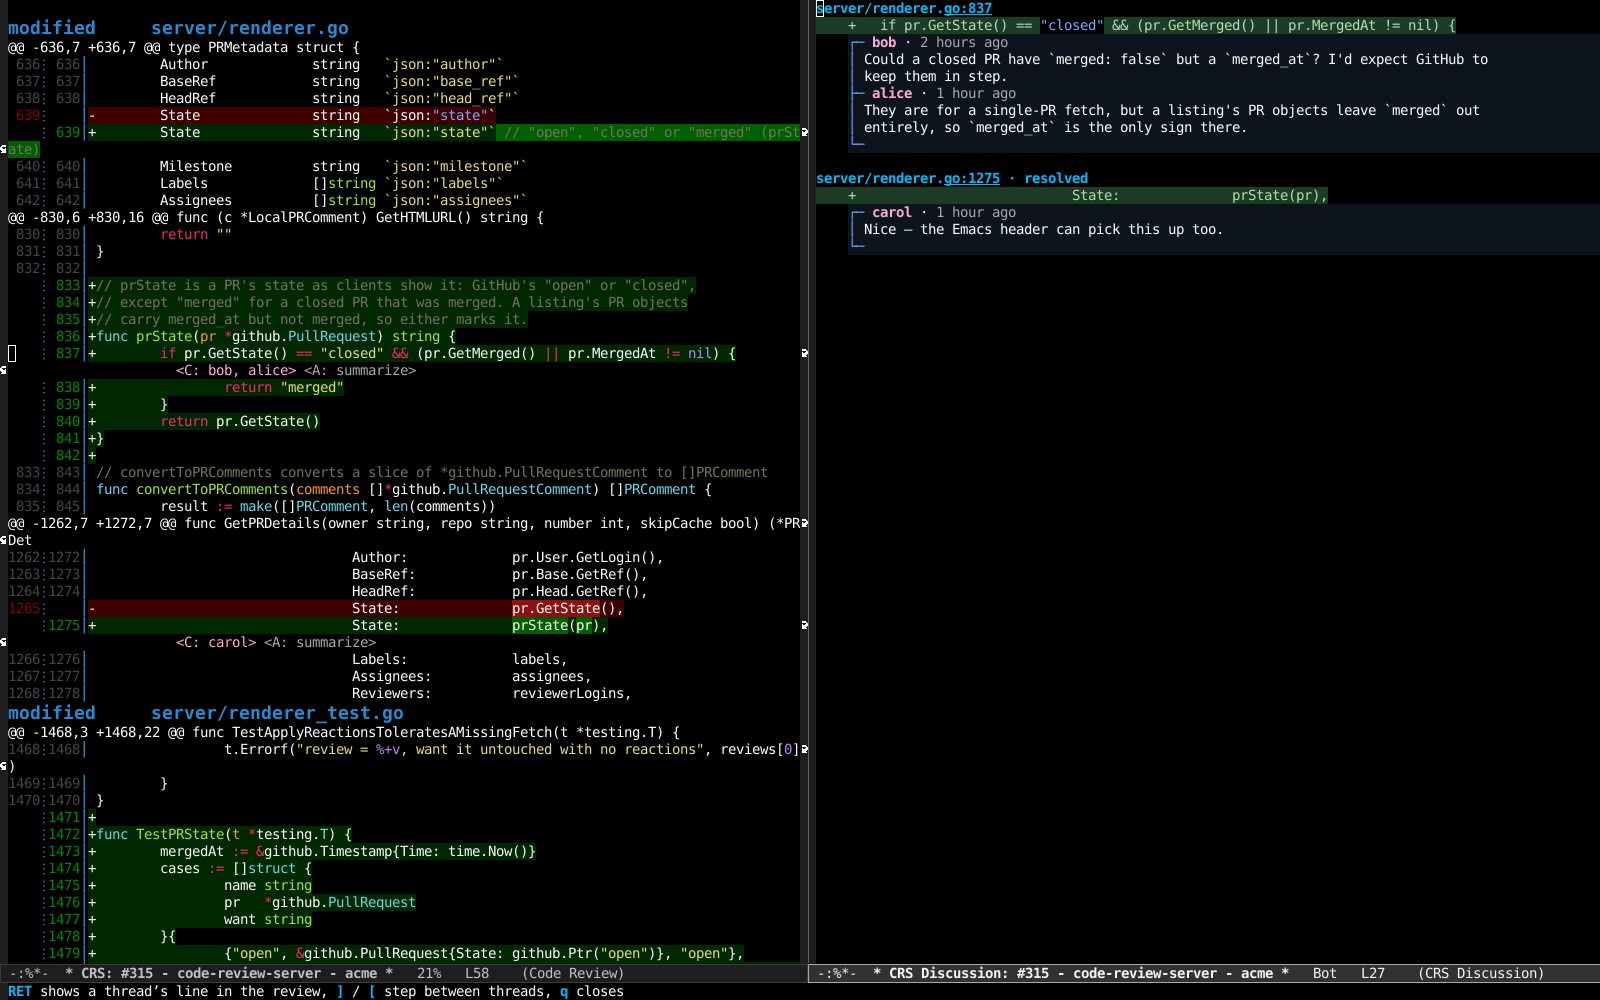 modified     server/renderer.go
@@ -636,7 +636,7 @@ type PRMetadata struct {
636 636 Author string `json:"author"`
637 637 BaseRef string `json:"base_ref"`
638 638 HeadRef string `json:"head_ref"`
639 - State string `json:"state"`
639 + State string `json:"state"` // "open", "closed" or "merged" (prSt
ate)
640 640 Milestone string `json:"milestone"`
641 641 Labels []string `json:"labels"`
642 642 Assignees []string `json:"assignees"`
@@ -830,6 +830,16 @@ func (c *LocalPRComment) GetHTMLURL() string {
830 830 return ""
831 831 }
832 832
833 +// prState is a PR's state as clients show it: GitHub's "open" or "closed",
834 +// except "merged" for a closed PR that was merged. A listing's PR objects
835 +// carry merged_at but not merged, so either marks it.
836 +func prState(pr *github.PullRequest) string {
837 + if pr.GetState() == "closed" && (pr.GetMerged() || pr.MergedAt != nil) {
<C: bob, alice> <A: summarize>
838 + return "merged"
839 + }
840 + return pr.GetState()
841 +}
842 +
833 843 // convertToPRComments converts a slice of *github.PullRequestComment to []PRComment
834 844 func convertToPRComments(comments []*github.PullRequestComment) []PRComment {
835 845 result := make([]PRComment, len(comments))
@@ -1262,7 +1272,7 @@ func GetPRDetails(owner string, repo string, number int, skipCache bool) (*PR
Det
1262 1272 Author: pr.User.GetLogin(),
1263 1273 BaseRef: pr.Base.GetRef(),
1264 1274 HeadRef: pr.Head.GetRef(),
1265 - State: pr.GetState(),
1275 + State: prState(pr),
<C: carol> <A: summarize>
1266 1276 Labels: labels,
1267 1277 Assignees: assignees,
1268 1278 Reviewers: reviewerLogins,
modified     server/renderer_test.go
@@ -1468,3 +1468,22 @@ func TestApplyReactionsToleratesAMissingFetch(t *testing.T) {
1468 1468 t.Errorf("review = %+v, want it untouched with no reactions", reviews[0]
)
1469 1469 }
1470 1470 }
1471 +
1472 +func TestPRState(t *testing.T) {
1473 + mergedAt := &github.Timestamp{Time: time.Now()}
1474 + cases := []struct {
1475 + name string
1476 + pr *github.PullRequest
1477 + want string
1478 + }{
1479 + {"open", &github.PullRequest{State: github.Ptr("open")}, "open"},
-:%*- * CRS: #315 - code-review-server - acme * 21% L58 (Code Review)
server/renderer.go:837
+ if pr.GetState() == "closed" && (pr.GetMerged() || pr.MergedAt != nil) {
bob · 2 hours ago
Could a closed PR have `merged: false` but a `merged_at`? I'd expect GitHub to
keep them in step.
alice · 1 hour ago
They are for a single-PR fetch, but a listing's PR objects leave `merged` out
entirely, so `merged_at` is the only sign there.
server/renderer.go:1275 · resolved
+ State: prState(pr),
carol · 1 hour ago
Nice — the Emacs header can pick this up too.
-:%*- * CRS Discussion: #315 - code-review-server - acme * Bot L27 (CRS Discussion)
RET shows a thread’s line in the review, ] / [ step between threads, q closes